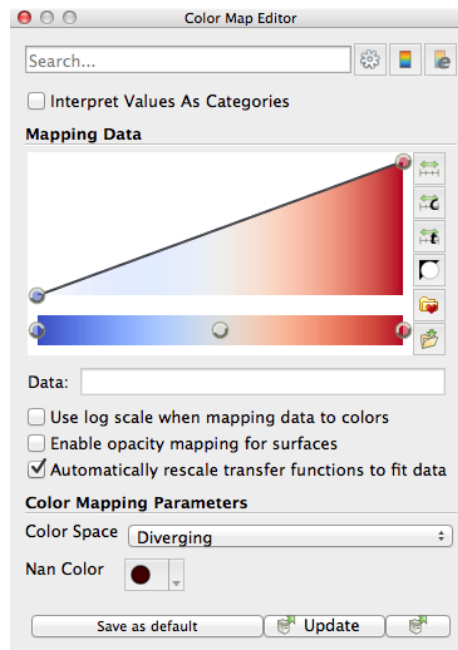 Color Map Editor
Search...
Interpret Values As Categories
Mapping Data
Data:
Use log scale when mapping data to colors
Enable opacity mapping for surfaces
Automatically rescale transfer functions to fit data
Color Mapping Parameters
Color Space Diverging
Nan Color
Save as default Update